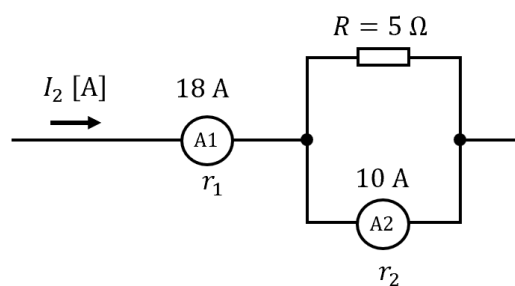 R = 5 Ω
I₂ [A]
18 A
A1
r₁
10 A
A2
r₂